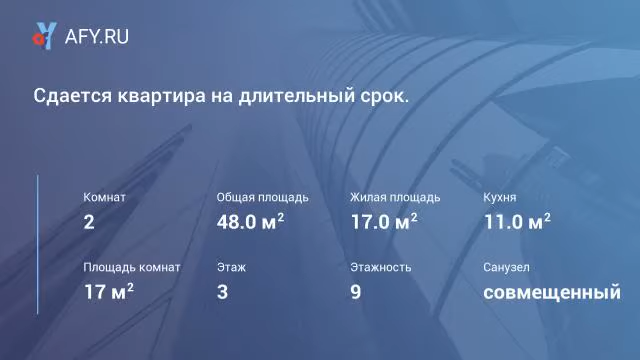 AFY.RU
Сдается квартира на длительный срок.
Комнат Общая площадь Жилая площадь Кухня
2 48.0 м² 17.0 м² 11.0 м²
Площадь комнат Этаж Этажность Санузел
17 м² 3 9 совмещенный